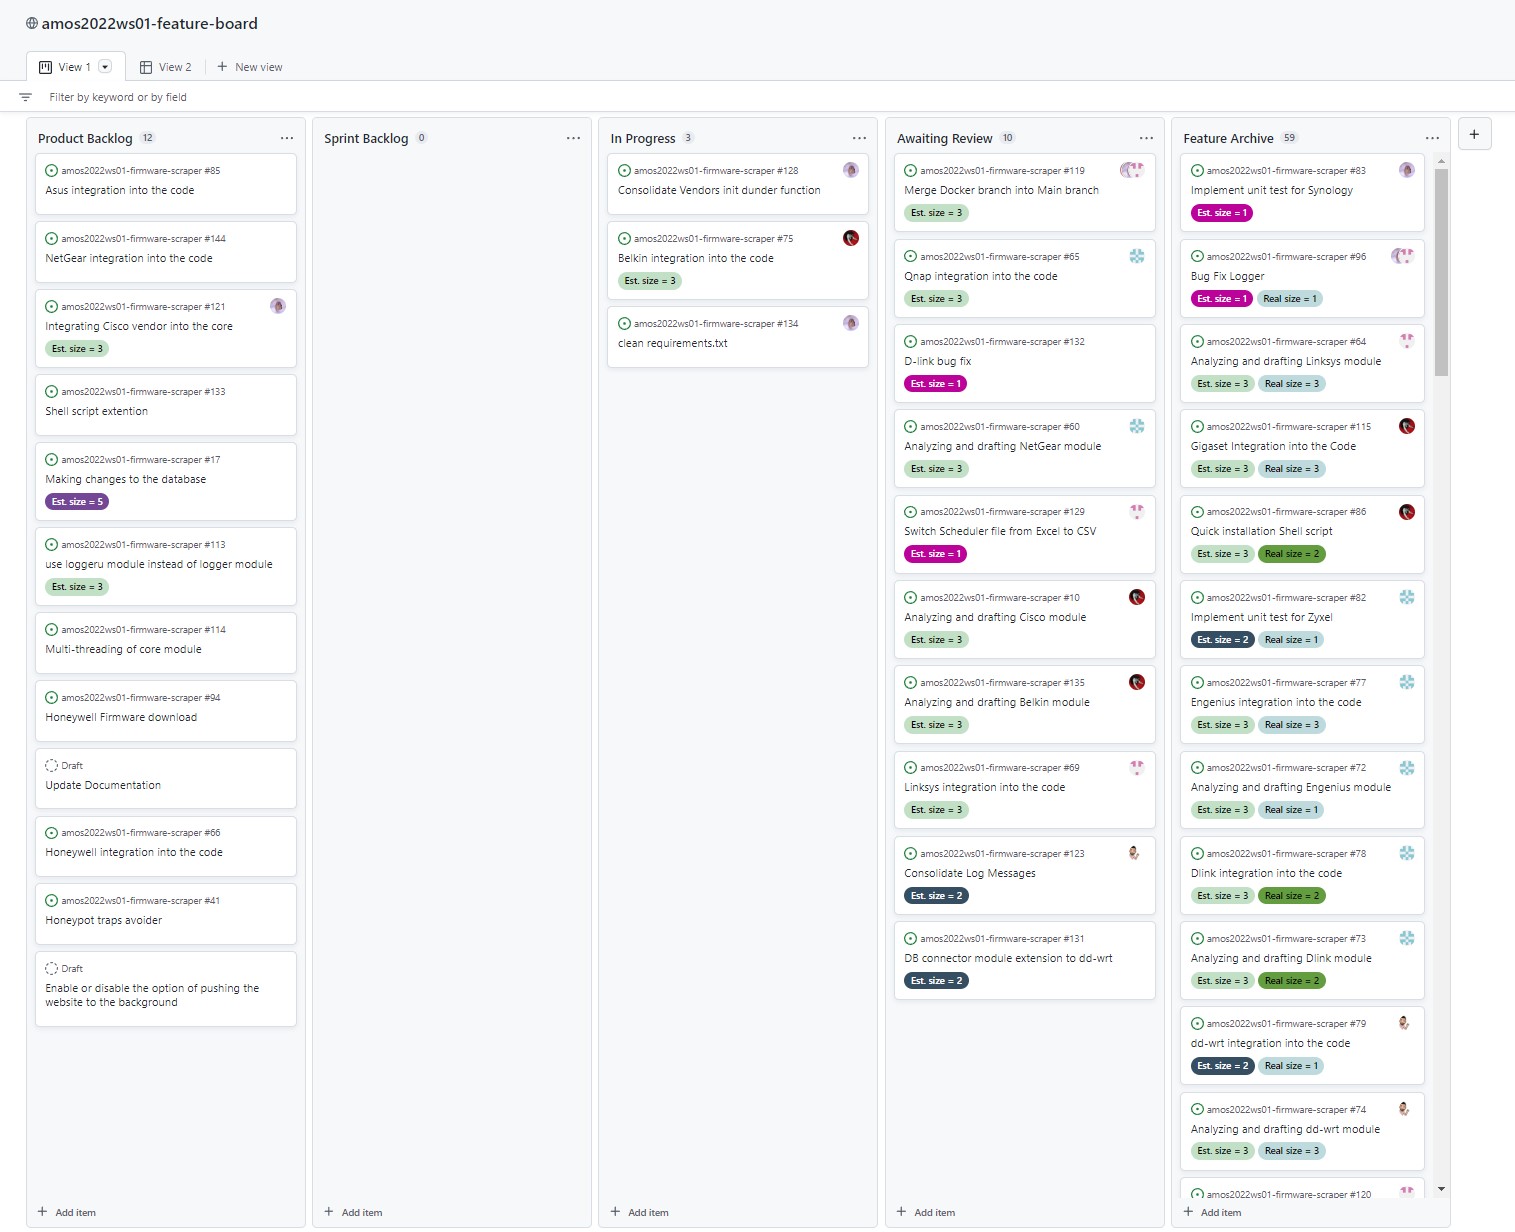 amos2022ws01-feature-board
View 1
View 2
New view
Filter by keyword or by field
Product Backlog 12
amos2022ws01-firmware-scraper #85
Asus integration into the code
amos2022ws01-firmware-scraper #144
NetGear integration into the code
amos2022ws01-firmware-scraper #121
Integrating Cisco vendor into the core
Est. size = 3
amos2022ws01-firmware-scraper #133
Shell script extention
amos2022ws01-firmware-scraper #17
Making changes to the database
Est. size = 5
amos2022ws01-firmware-scraper #113
use loggeru module instead of logger module
Est. size = 3
amos2022ws01-firmware-scraper #114
Multi-threading of core module
amos2022ws01-firmware-scraper #94
Honeywell Firmware download
Draft
Update Documentation
amos2022ws01-firmware-scraper #66
Honeywell integration into the code
amos2022ws01-firmware-scraper #41
Honeypot traps avoider
Draft
Enable or disable the option of pushing the
website to the background
Add item
Sprint Backlog 0
Add item
In Progress 3
amos2022ws01-firmware-scraper #128
Consolidate Vendors init dunder function
amos2022ws01-firmware-scraper #75
Belkin integration into the code
Est. size = 3
amos2022ws01-firmware-scraper #134
clean requirements.txt
Add item
Awaiting Review 10
amos2022ws01-firmware-scraper #119
Merge Docker branch into Main branch
Est. size = 3
amos2022ws01-firmware-scraper #65
Qnap integration into the code
Est. size = 3
amos2022ws01-firmware-scraper #132
D-link bug fix
Est. size = 1
amos2022ws01-firmware-scraper #60
Analyzing and drafting NetGear module
Est. size = 3
amos2022ws01-firmware-scraper #129
Switch Scheduler file from Excel to CSV
Est. size = 1
amos2022ws01-firmware-scraper #10
Analyzing and drafting Cisco module
Est. size = 3
amos2022ws01-firmware-scraper #135
Analyzing and drafting Belkin module
Est. size = 3
amos2022ws01-firmware-scraper #69
Linksys integration into the code
Est. size = 3
amos2022ws01-firmware-scraper #123
Consolidate Log Messages
Est. size = 2
amos2022ws01-firmware-scraper #131
DB connector module extension to dd-wrt
Est. size = 2
Add item
Feature Archive 59
amos2022ws01-firmware-scraper #83
Implement unit test for Synology
Est. size = 1
amos2022ws01-firmware-scraper #96
Bug Fix Logger
Est. size = 1 Real size = 1
amos2022ws01-firmware-scraper #64
Analyzing and drafting Linksys module
Est. size = 3 Real size = 3
amos2022ws01-firmware-scraper #115
Gigaset Integration into the Code
Est. size = 3 Real size = 3
amos2022ws01-firmware-scraper #86
Quick installation Shell script
Est. size = 3 Real size = 2
amos2022ws01-firmware-scraper #82
Implement unit test for Zyxel
Est. size = 2 Real size = 1
amos2022ws01-firmware-scraper #77
Engenius integration into the code
Est. size = 3 Real size = 3
amos2022ws01-firmware-scraper #72
Analyzing and drafting Engenius module
Est. size = 3 Real size = 1
amos2022ws01-firmware-scraper #78
Dlink integration into the code
Est. size = 3 Real size = 2
amos2022ws01-firmware-scraper #73
Analyzing and drafting Dlink module
Est. size = 3 Real size = 2
amos2022ws01-firmware-scraper #79
dd-wrt integration into the code
Est. size = 2 Real size = 1
amos2022ws01-firmware-scraper #74
Analyzing and drafting dd-wrt module
Est. size = 3 Real size = 3
amos2022ws01-firmware-scraper #120
Add item